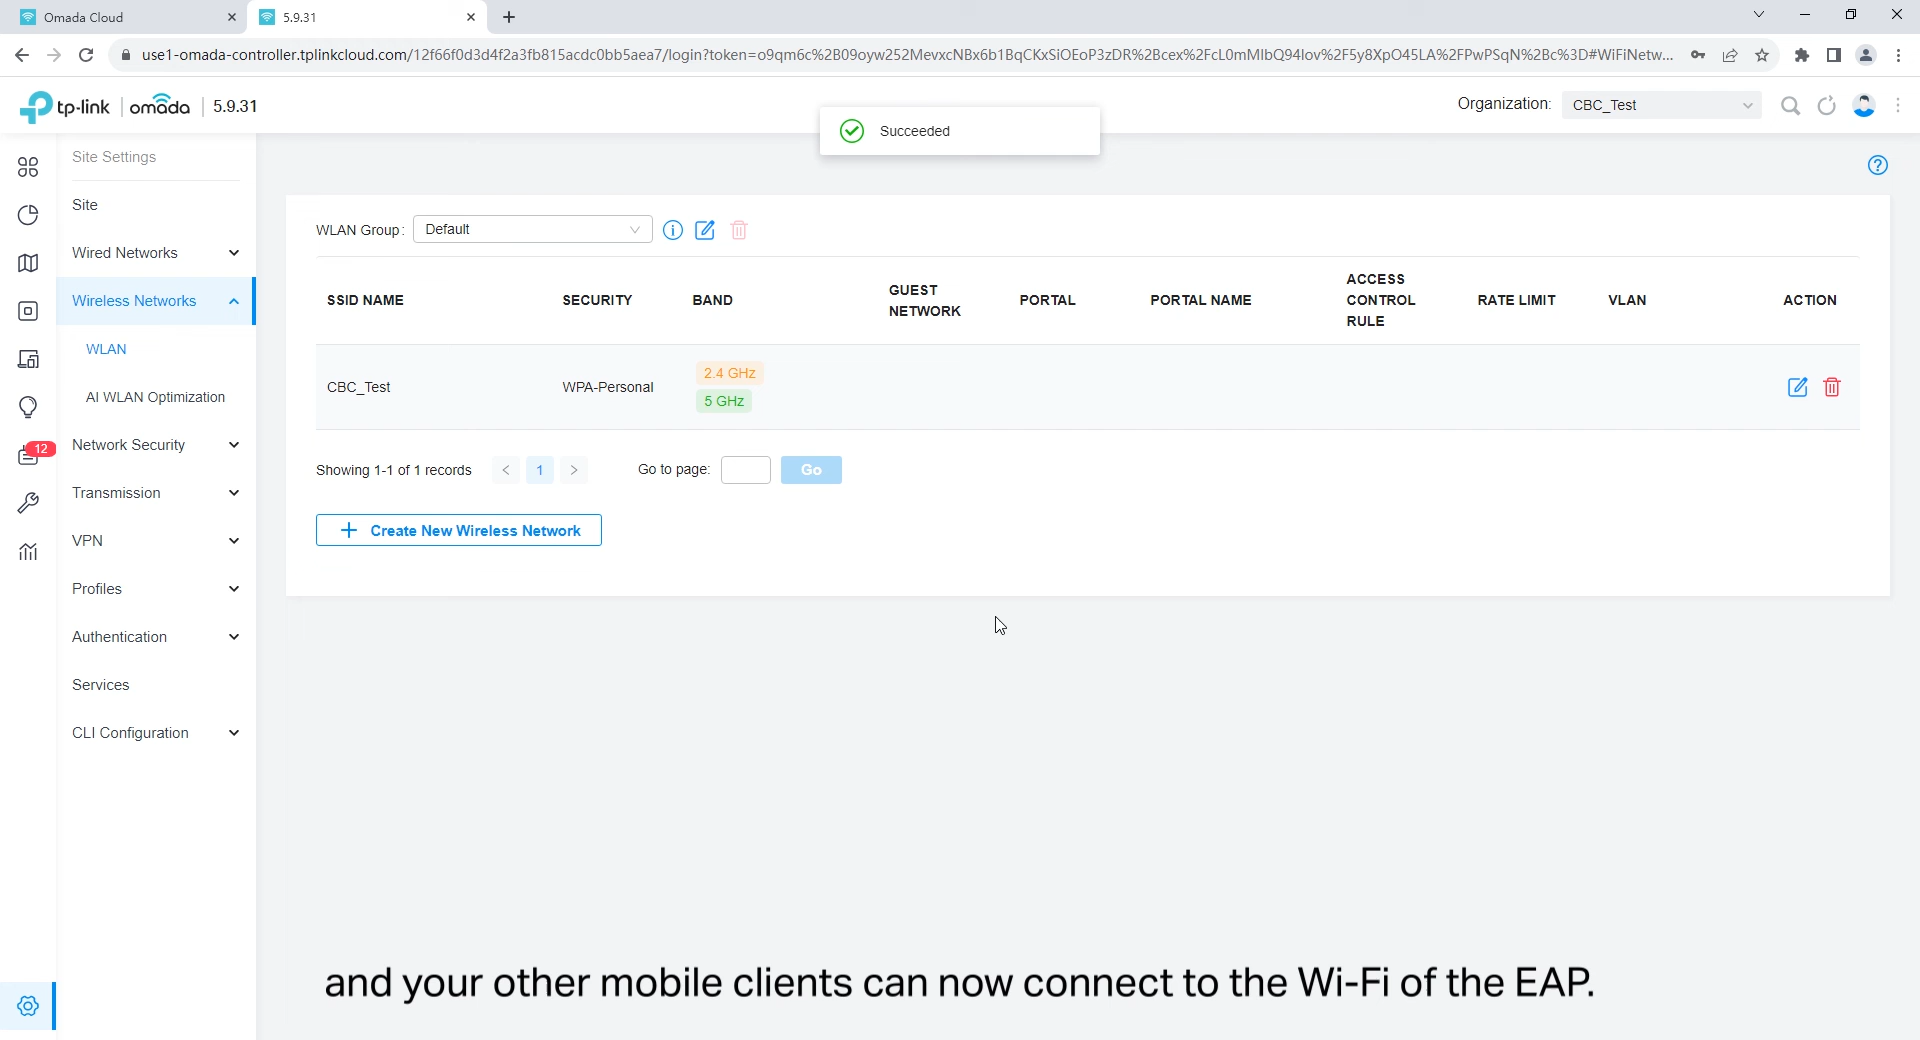 Omada Cloud
5.9.31
use1-omada-controller.tplinkcloud.com/12f66f0d3d4f2a3fb815acdc0bb5aea7/login?token=o9qm6c%2B09oyw252MevxcNBx6b1BqCKxSiOEoP3zDR%2Bcex%2FcL0mMlbQ94lov%2F5y8XpO45LA%2FPwPSqN%2Bc%3D#WiFiNetw...
tp-link | omada | 5.9.31
Organization: CBC_Test
Succeeded
Site Settings
Site
Wired Networks
Wireless Networks
WLAN
AI WLAN Optimization
Network Security
12
Transmission
VPN
Profiles
Authentication
Services
CLI Configuration
WLAN Group: Default
SSID NAME SECURITY BAND GUEST NETWORK PORTAL PORTAL NAME ACCESS CONTROL RULE RATE LIMIT VLAN ACTION
CBC_Test WPA-Personal 2.4 GHz
5 GHz
Showing 1-1 of 1 records < 1 > Go to page: Go
+ Create New Wireless Network
and your other mobile clients can now connect to the Wi-Fi of the EAP.